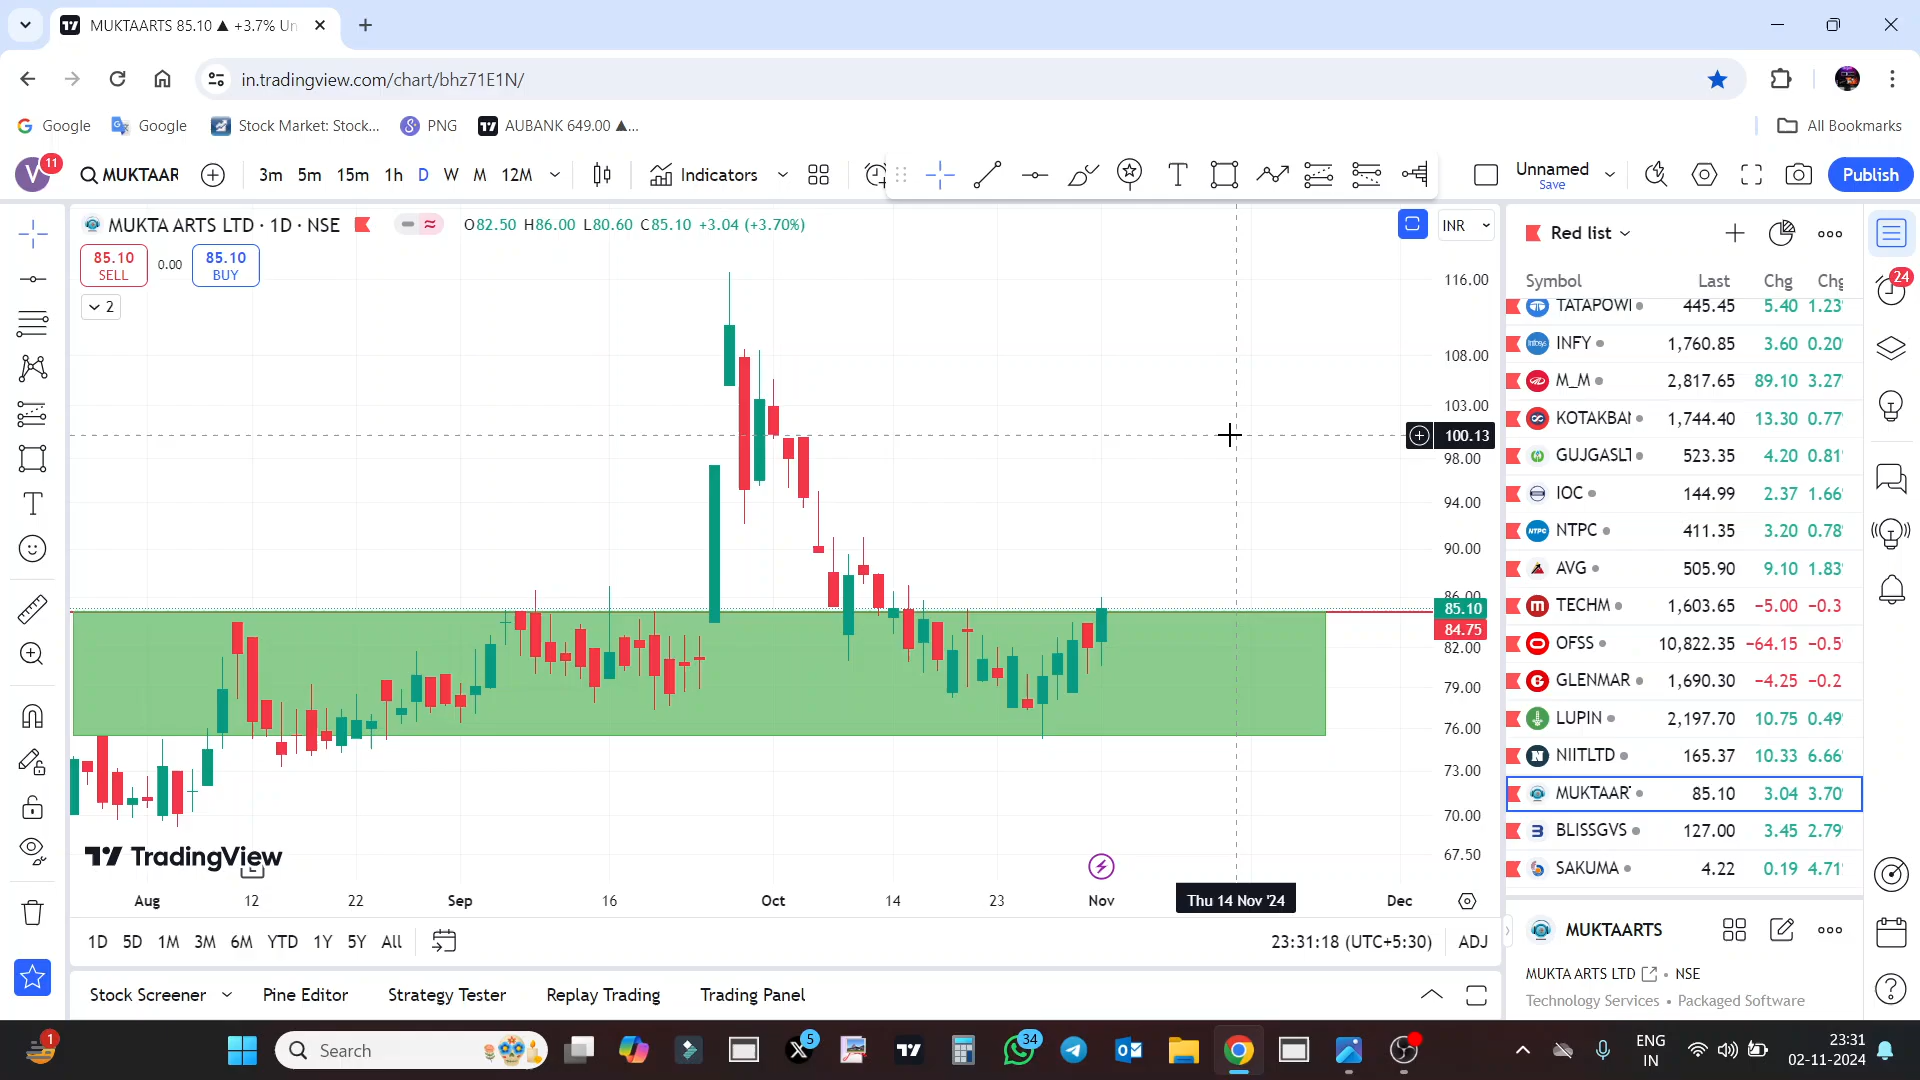 MUKTAARTS 85.10 ▲ +3.7% Un
in.tradingview.com/chart/bhz71E1N/
Google
Google
Stock Market: Stock...
PNG
AUBANK 649.00 ▲...
All Bookmarks
V
11
MUKTAAR
3m 5m 15m 1h D W M 12M
Indicators
Unnamed
Save
Publish
MUKTA ARTS LTD · 1D · NSE
O82.50 H86.00 L80.60 C85.10 +3.04 (+3.70%)
INR
85.10
SELL
0.00
85.10
BUY
2
116.00
108.00
103.00
100.13
98.00
94.00
90.00
86.00
85.10
84.75
82.00
79.00
76.00
73.00
70.00
67.50
TradingView
Aug 12 22 Sep 16 Oct 14 23 Nov Thu 14 Nov '24 Dec
1D 5D 1M 3M 6M YTD 1Y 5Y All
23:31:18 (UTC+5:30) ADJ
Stock Screener Pine Editor Strategy Tester Replay Trading Trading Panel
Red list
Symbol Last Chg Chg
TATAPOWI 445.45 5.40 1.23
INFY 1,760.85 3.60 0.20
M_M 2,817.65 89.10 3.27
KOTAKBAI 1,744.40 13.30 0.77
GUJGASLT 523.35 4.20 0.81
IOC 144.99 2.37 1.66
NTPC 411.35 3.20 0.78
AVG 505.90 9.10 1.83
TECHM 1,603.65 −5.00 −0.3
OFSS 10,822.35 −64.15 −0.5
GLENMAR 1,690.30 −4.25 −0.2
LUPIN 2,197.70 10.75 0.49
NIITLTD 165.37 10.33 6.66
MUKTAAR 85.10 3.04 3.70
BLISSGVS 127.00 3.45 2.79
SAKUMA 4.22 0.19 4.71
24
MUKTAARTS
MUKTA ARTS LTD • NSE
Technology Services • Packaged Software
1
Search
5
34
ENG
IN
23:31
02-11-2024